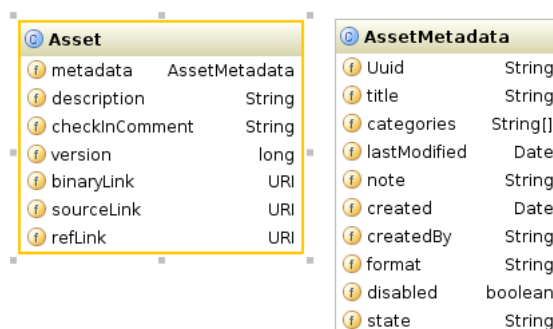 C Asset
f metadata AssetMetadata
f description String
f checkInComment String
f version long
f binaryLink URI
f sourceLink URI
f refLink URI
C AssetMetadata
f Uuid String
f title String
f categories String[]
f lastModified Date
f note String
f created Date
f createdBy String
f format String
f disabled boolean
f state String